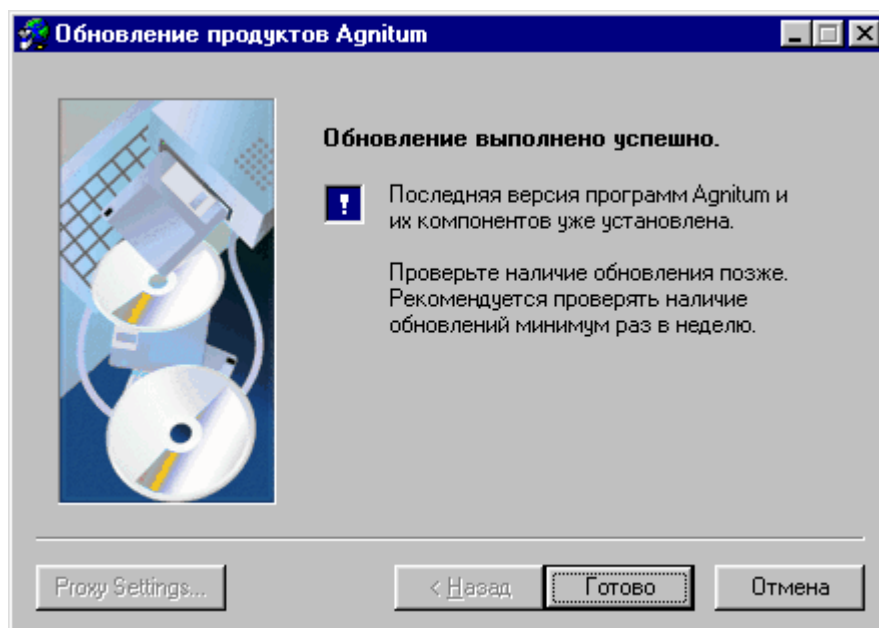 Обновление продуктов Agnitum
Обновление выполнено успешно.
Последняя версия программ Agnitum и
их компонентов уже установлена.
Проверьте наличие обновления позже.
Рекомендуется проверять наличие
обновлений минимум раз в неделю.
Proxy Settings...
< Назад
Готово
Отмена